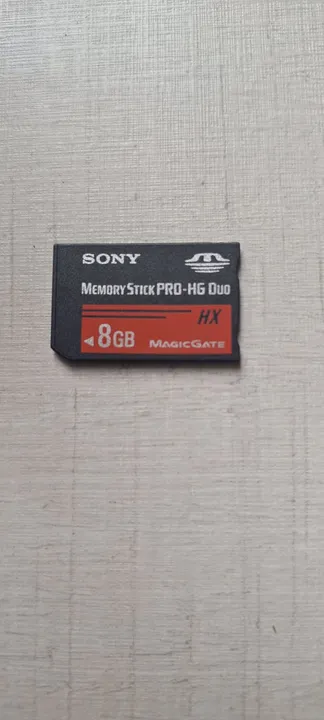 SONY
MEMORY STICK PRO-HG DUO
HX
8GB MAGICGATE